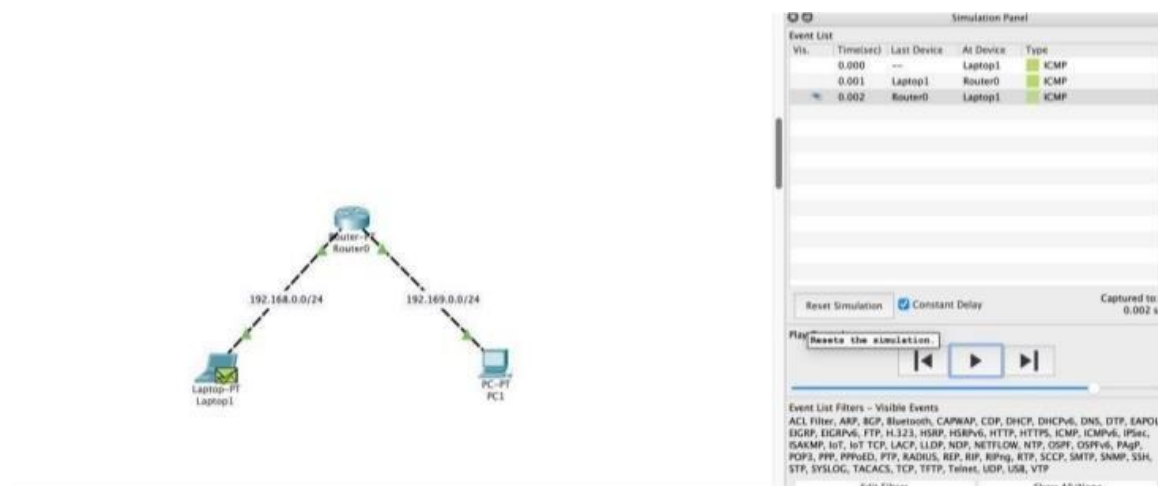 Simulation Panel
Event List
Vis. Time(sec) Last Device At Device Type
0.000 -- Laptop1 ICMP
0.001 Laptop1 Router0 ICMP
0.002 Router0 Laptop1 ICMP
Router-PT
Router0
192.168.0.0/24 192.169.0.0/24
Laptop-PT
Laptop1
PC-PT
PC1
Reset Simulation Constant Delay Captured to:
0.002 s
Play
Resets the simulation.
Event List Filters - Visible Events
ACL Filter, ARP, BGP, Bluetooth, CAPWAP, CDP, DHCP, DHCPv6, DNS, DTP, EAPOL
EIGRP, EIGRPv6, FTP, H.323, HSRP, HSRPv6, HTTP, HTTPS, ICMP, ICMPv6, IPSec,
ISAKMP, IoT, IoT TCP, LACP, LLDP, NDP, NETFLOW, NTP, OSPF, OSPFv6, PAgP,
POP3, PPP, PPPoED, PTP, RADIUS, REP, RIP, RIPng, RTP, SCCP, SMTP, SNMP, SSH,
STP, SYSLOG, TACACS, TCP, TFTP, Telnet, UDP, USB, VTP